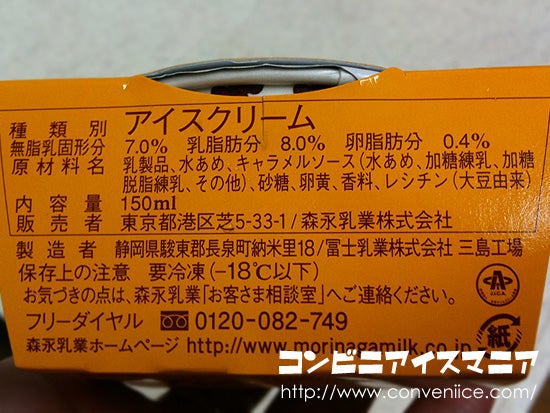 種類別 アイスクリーム
無脂乳固形分 7.0% 乳脂肪分 8.0% 卵脂肪分 0.4%
原材料名 乳製品、水あめ、キャラメルソース(水あめ、加糖練乳、加糖
脱脂練乳、その他)、砂糖、卵黄、香料、レシチン(大豆由来)
内容量 150ml
販売者 東京都港区芝5-33-1/森永乳業株式会社
製造者 静岡県駿東郡長泉町納米里18/冨士乳業株式会社 三島工場
保存上の注意 要冷凍(−18℃以下)
お気づきの点は、森永乳業「お客さま相談室」へご連絡ください。
フリーダイヤル 0120-082-749
森永乳業ホームページ http://www.morinagamilk.co.jp
紙
コンビニアイスマニア
http://www.conveniice.com/